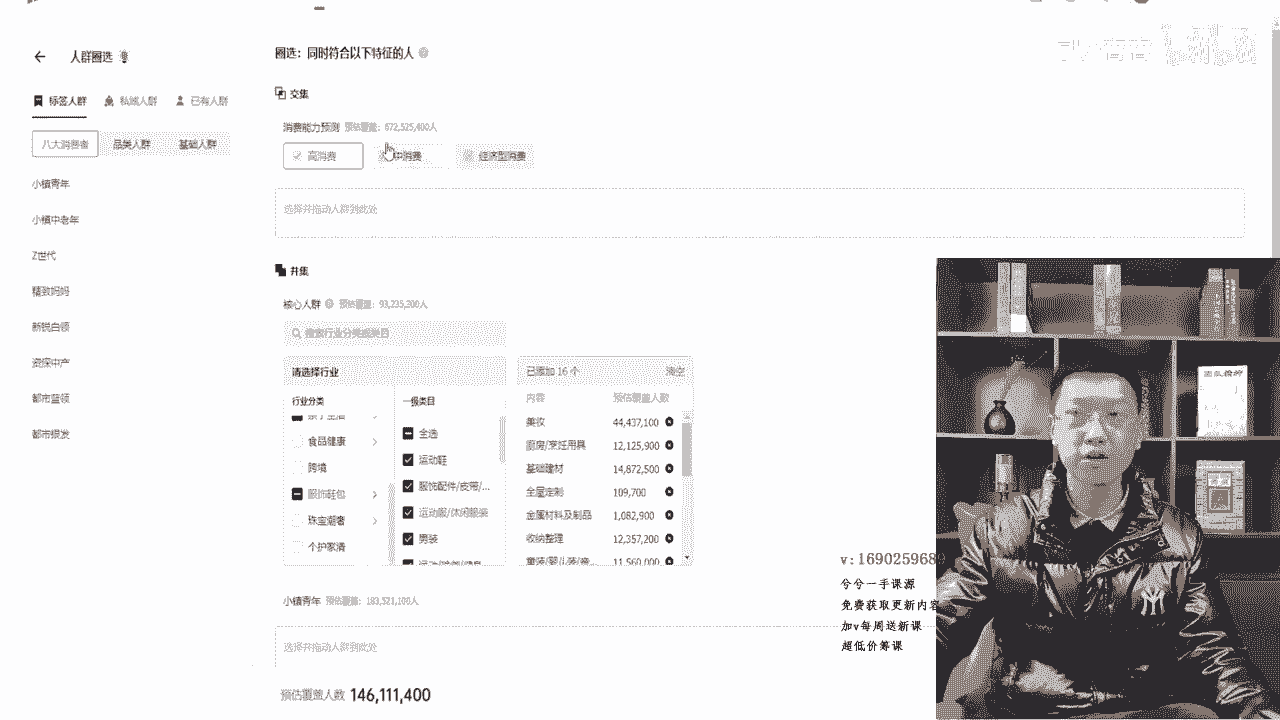 人群圈选
标签人群 私域人群 已有人群
八大消费者 品类人群 基础人群
小镇青年
小镇中老年
Z世代
精致妈妈
新锐白领
资深中产
都市蓝领
都市银发
圈选：同时符合以下特征的人
交集
消费能力预测 预估覆盖：672,525,400人
高消费 中消费 经济型消费
选择并拖动人群到此处
并集
核心人群 预估覆盖：93,235,200人
搜索行业分类或类目
请选择行业
行业分类 一级类目
食品健康
跨境
服饰鞋包
珠宝潮奢
个护家清
全选
运动鞋
服饰配件/皮带/...
运动服/休闲服装
男装
已添加 16 个 清空
内容 预估覆盖人数
美妆 44,437,100
厨房/烹饪用具 12,125,900
基础建材 14,872,500
全屋定制 109,700
金属材料及制品 1,082,900
收纳整理 12,357,200
11,560,000
小镇青年 预估覆盖：183,521,100人
选择并拖动人群到此处
预估覆盖人数 146,111,400
v:169025968
兮兮一手课源
免费获取更新内容
加v每周送新课
超低价筹课
团队精神
NY